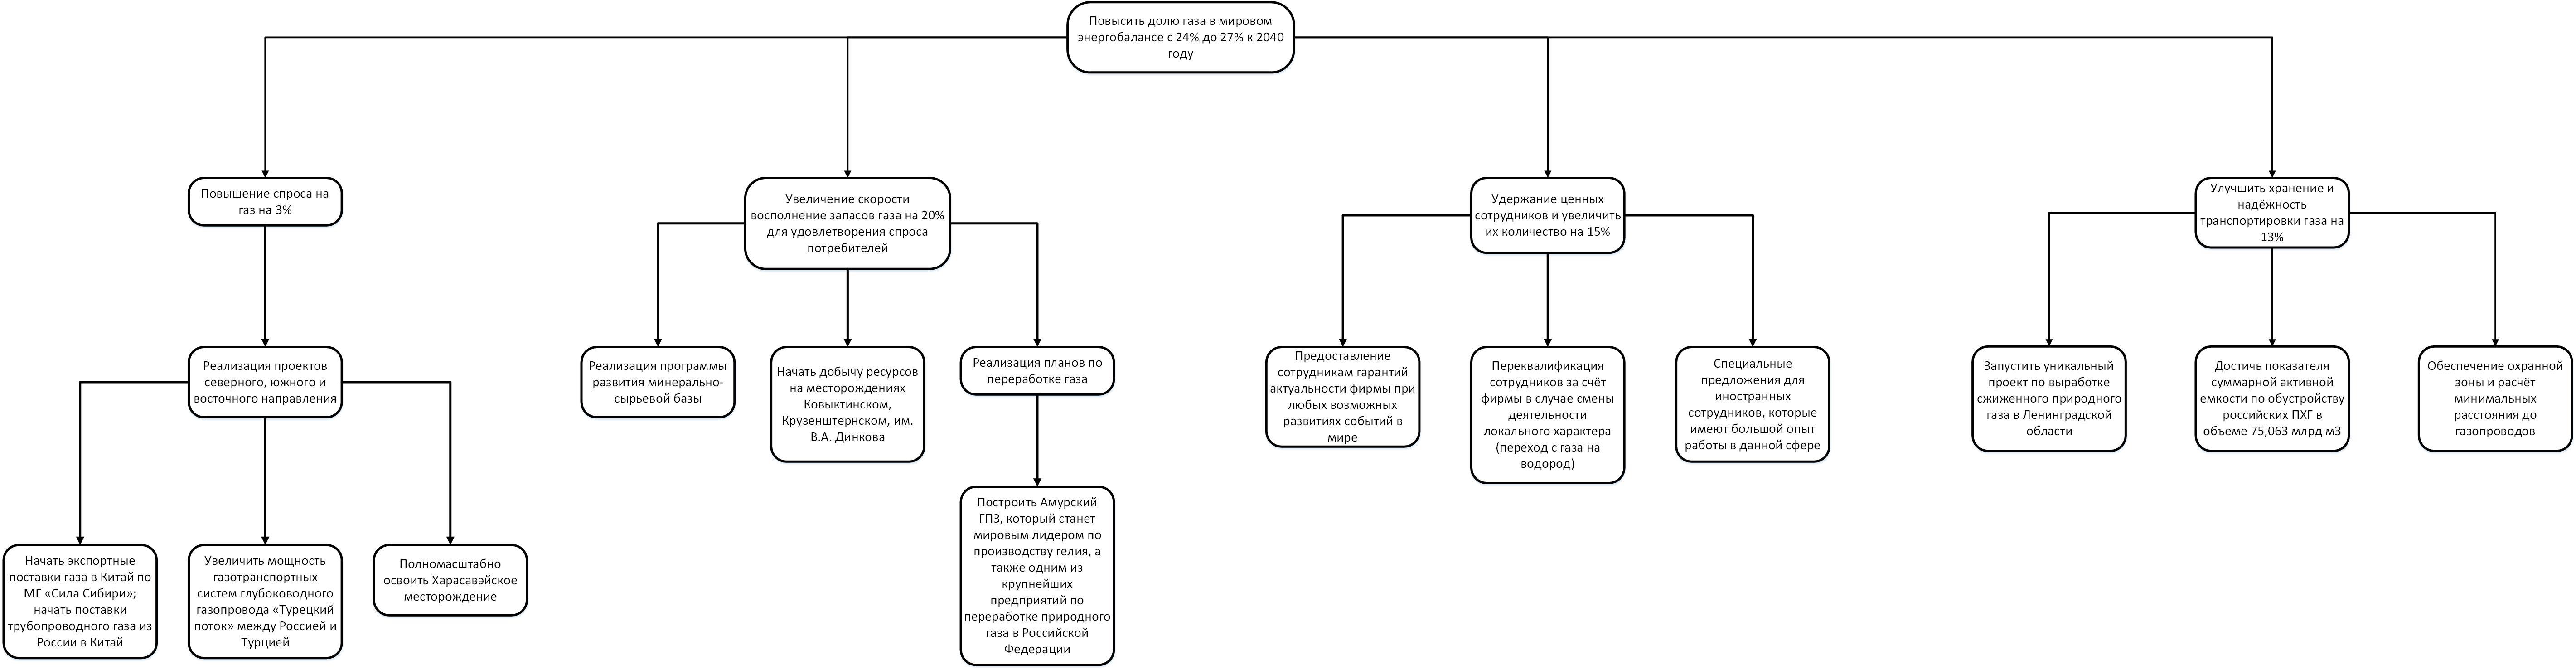 Повысить долю газа в мировом
энергобалансе с 24% до 27% к 2040
году
Повышение спроса на
газ на 3%
Увеличение скорости
восполнение запасов газа на 20%
для удовлетворения спроса
потребителей
Удержание ценных
сотрудников и увеличить
их количество на 15%
Улучшить хранение и
надёжность
транспортировки газа на
13%
Реализация проектов
северного, южного и
восточного направления
Реализация программы
развития минерально-
сырьевой базы
Начать добычу ресурсов
на месторождениях
Ковыктинском,
Крузенштернском, им.
В.А. Динкова
Реализация планов по
переработке газа
Предоставление
сотрудникам гарантий
актуальности фирмы при
любых возможных
развитиях событий в
мире
Переквалификация
сотрудников за счёт
фирмы в случае смены
деятельности
локального характера
(переход с газа на
водород)
Специальные
предложения для
иностранных
сотрудников, которые
имеют большой опыт
работы в данной сфере
Запустить уникальный
проект по выработке
сжиженного природного
газа в Ленинградской
области
Достичь показателя
суммарной активной
емкости по обустройству
российских ПХГ в
объеме 75,063 млрд м3
Обеспечение охранной
зоны и расчёт
минимальных
расстояния до
газопроводов
Начать экспортные
поставки газа в Китай по
МГ «Сила Сибири»;
начать поставки
трубопроводного газа из
России в Китай
Увеличить мощность
газотранспортных
систем глубоководного
газопровода «Турецкий
поток» между Россией и
Турцией
Полномасштабно
освоить Харасавэйское
месторождение
Построить Амурский
ГПЗ, который станет
мировым лидером по
производству гелия, а
также одним из
крупнейших
предприятий по
переработке природного
газа в Российской
Федерации